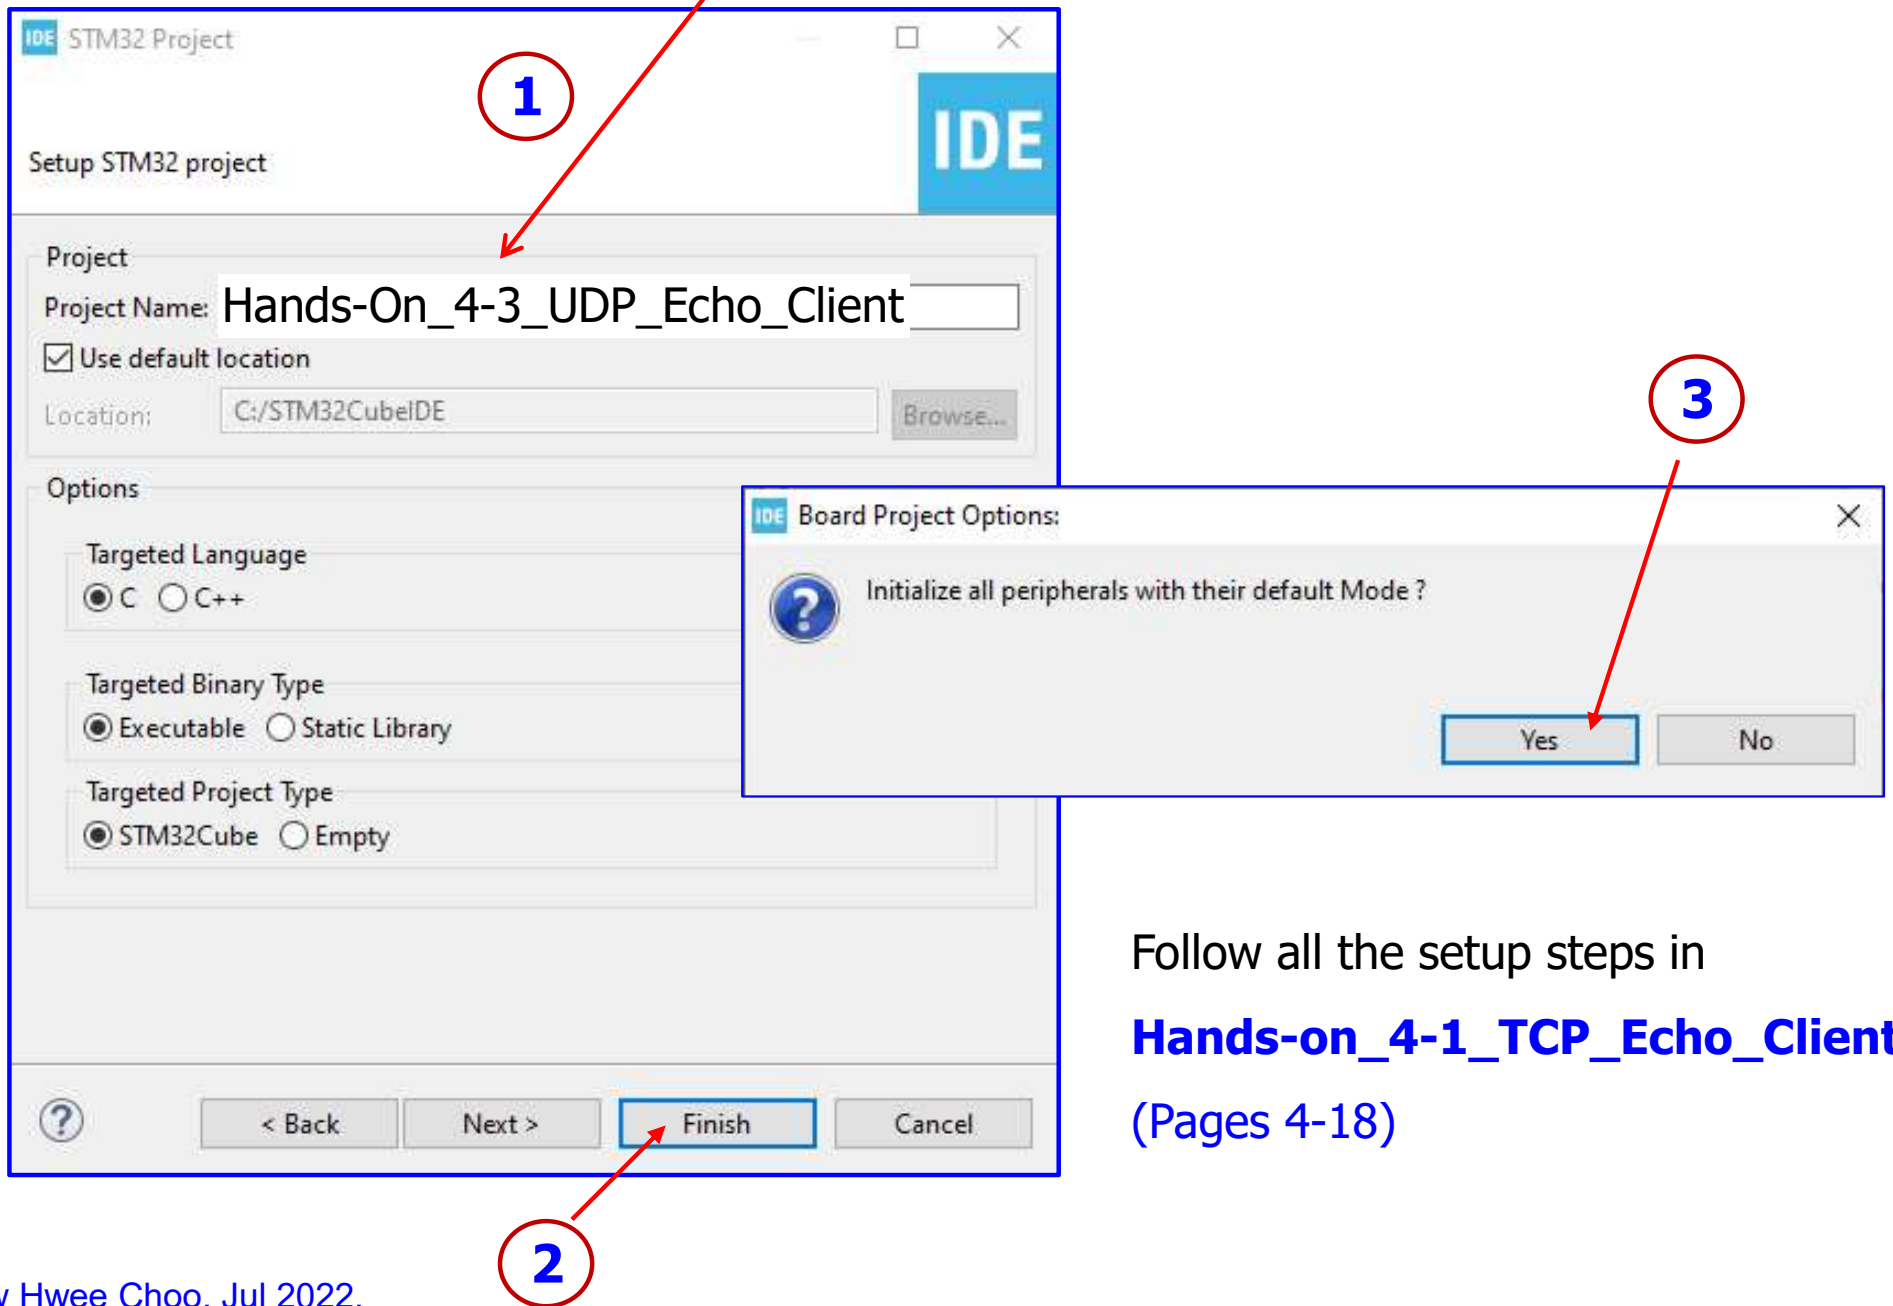 IDE STM32 Project
1
IDE
Setup STM32 project
Project
Project Name: Hands-On_4-3_UDP_Echo_Client
Use default location
Location: C:/STM32CubeIDE Browse...
3
Options
IDE Board Project Options:
Targeted Language
C C++
Initialize all peripherals with their default Mode ?
Targeted Binary Type
Executable Static Library
Yes No
Targeted Project Type
STM32Cube Empty
Follow all the setup steps in
Hands-on_4-1_TCP_Echo_Client
(Pages 4-18)
< Back Next > Finish Cancel
2
Hwee Choo, Jul 2022.